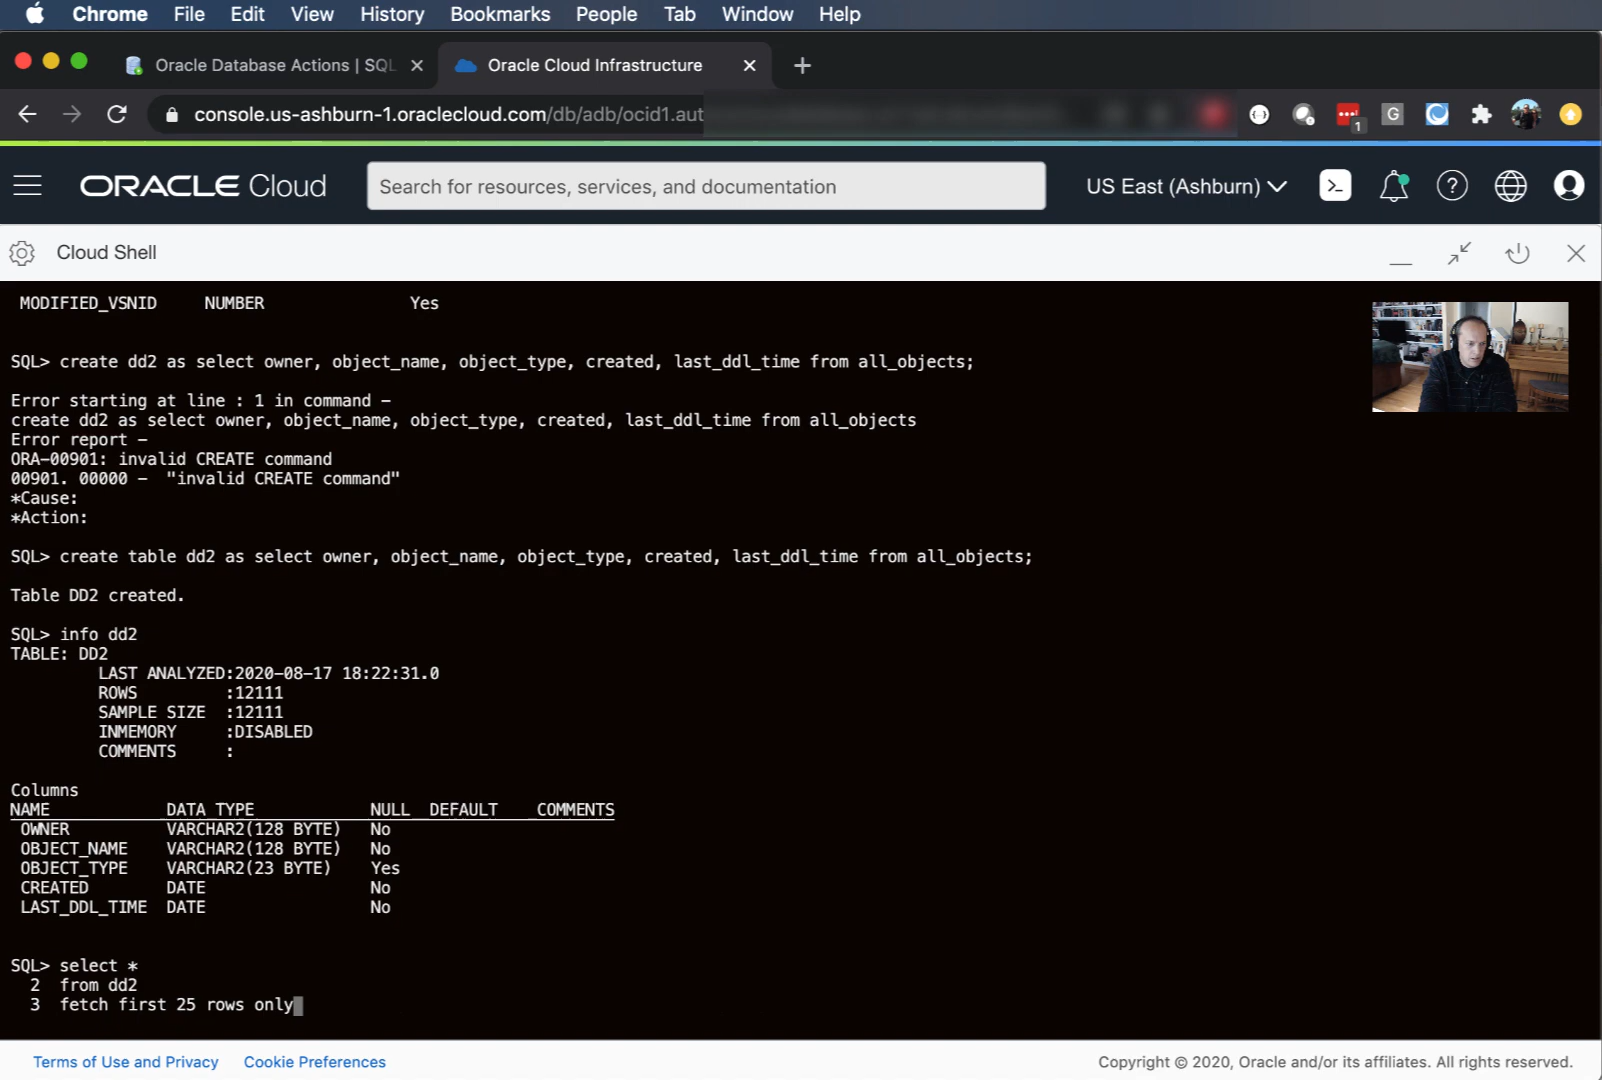 Chrome File Edit View History Bookmarks People Tab Window Help
Oracle Database Actions | SQL
Oracle Cloud Infrastructure
console.us-ashburn-1.oraclecloud.com/db/adb/ocid1.aut
1
G
ORACLE Cloud
Search for resources, services, and documentation
US East (Ashburn)
Cloud Shell
MODIFIED_VSNID NUMBER Yes
SQL> create dd2 as select owner, object_name, object_type, created, last_ddl_time from all_objects;
Error starting at line : 1 in command -
create dd2 as select owner, object_name, object_type, created, last_ddl_time from all_objects
Error report -
ORA-00901: invalid CREATE command
00901. 00000 - "invalid CREATE command"
*Cause:
*Action:
SQL> create table dd2 as select owner, object_name, object_type, created, last_ddl_time from all_objects;
Table DD2 created.
SQL> info dd2
TABLE: DD2
LAST ANALYZED:2020-08-17 18:22:31.0
ROWS :12111
SAMPLE SIZE :12111
INMEMORY :DISABLED
COMMENTS :
Columns
NAME DATA TYPE NULL DEFAULT COMMENTS
OWNER VARCHAR2(128 BYTE) No
OBJECT_NAME VARCHAR2(128 BYTE) No
OBJECT_TYPE VARCHAR2(23 BYTE) Yes
CREATED DATE No
LAST_DDL_TIME DATE No
SQL> select *
2 from dd2
3 fetch first 25 rows only
Terms of Use and Privacy Cookie Preferences
Copyright © 2020, Oracle and/or its affiliates. All rights reserved.